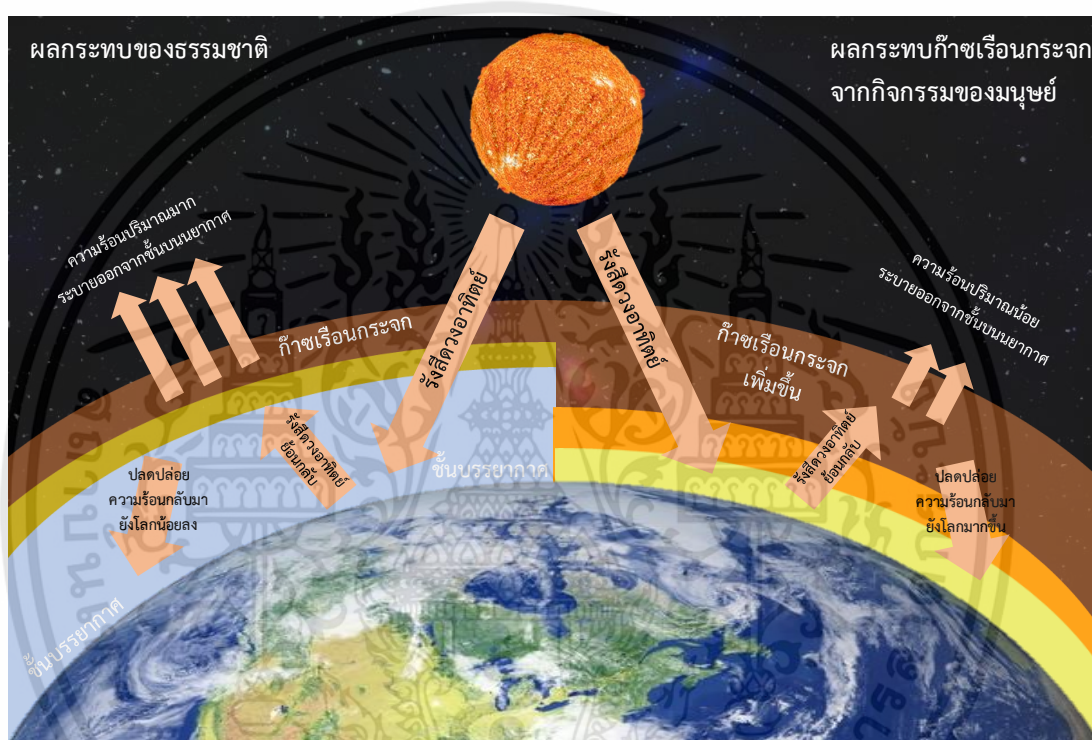 ผลกระทบของธรรมชาติ
ผลกระทบก๊าซเรือนกระจก
จากกิจกรรมของมนุษย์
ความร้อนปริมาณมาก
ระบายออกจากชั้นบนนยากาศ
ก๊าซเรือนกระจก
รังสีดวงอาทิตย์
รังสีดวงอาทิตย์
ก๊าซเรือนกระจก
เพิ่มขึ้น
ความร้อนปริมาณน้อย
ระบายออกจากชั้นบนนยากาศ
รังสีดวงอาทิตย์
ย้อนกลับ
ชั้นบรรยากาศ
รังสีดวงอาทิตย์
ย้อนกลับ
ปลดปล่อย
ความร้อนกลับมา
ยังโลกน้อยลง
ปลดปล่อย
ความร้อนกลับมา
ยังโลกมากขึ้น
ชั้นบรรยากาศ